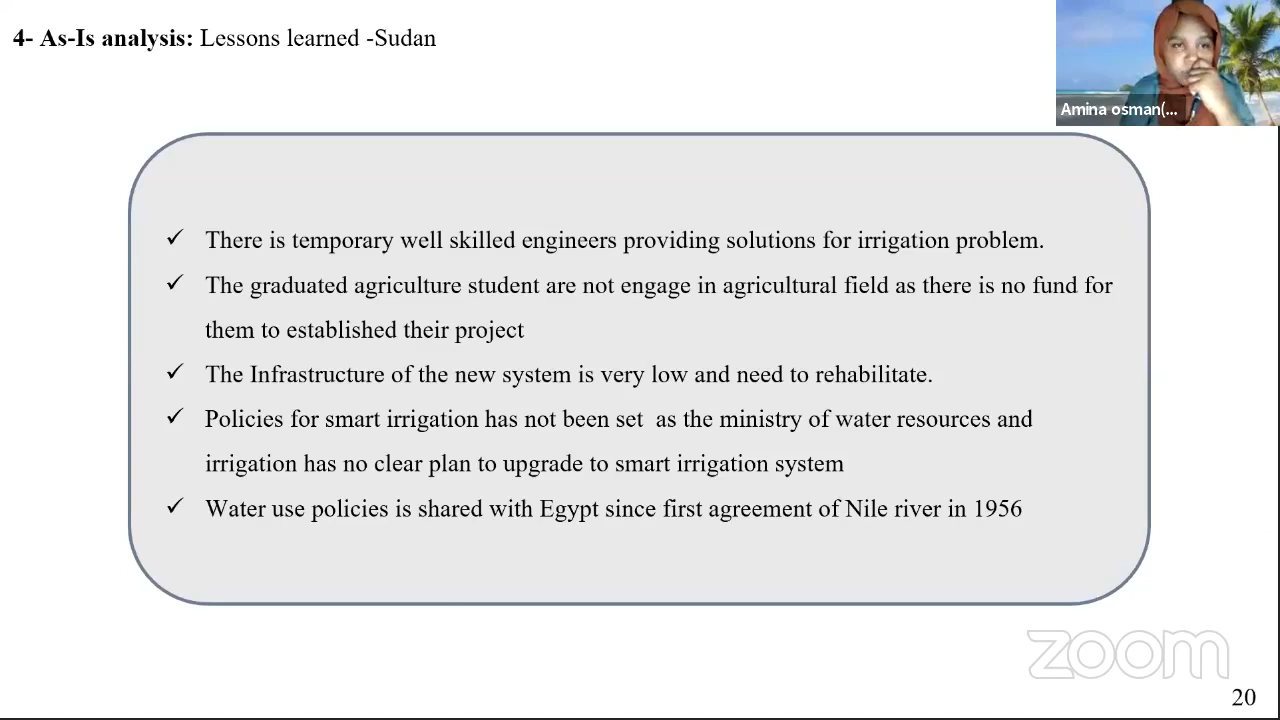 4- As-Is analysis: Lessons learned -Sudan
Amina osman(...
✓ There is temporary well skilled engineers providing solutions for irrigation problem.
✓ The graduated agriculture student are not engage in agricultural field as there is no fund for
them to established their project
✓ The Infrastructure of the new system is very low and need to rehabilitate.
✓ Policies for smart irrigation has not been set  as the ministry of water resources and
irrigation has no clear plan to upgrade to smart irrigation system
✓ Water use policies is shared with Egypt since first agreement of Nile river in 1956
zoom
20